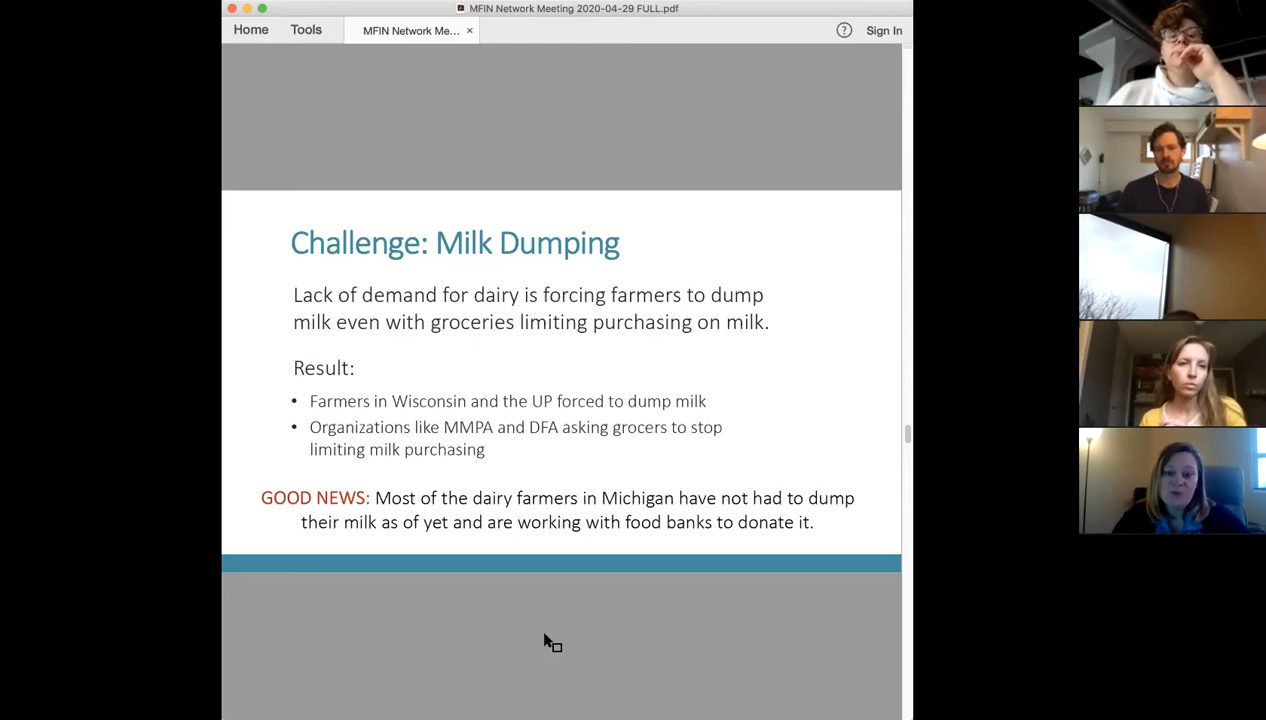 MFIN Network Meeting 2020-04-29 FULL.pdf
Home Tools MFIN Network Me... × ? Sign In
Challenge: Milk Dumping
Lack of demand for dairy is forcing farmers to dump
milk even with groceries limiting purchasing on milk.
Result:
• Farmers in Wisconsin and the UP forced to dump milk
• Organizations like MMPA and DFA asking grocers to stop
limiting milk purchasing
GOOD NEWS: Most of the dairy farmers in Michigan have not had to dump
their milk as of yet and are working with food banks to donate it.